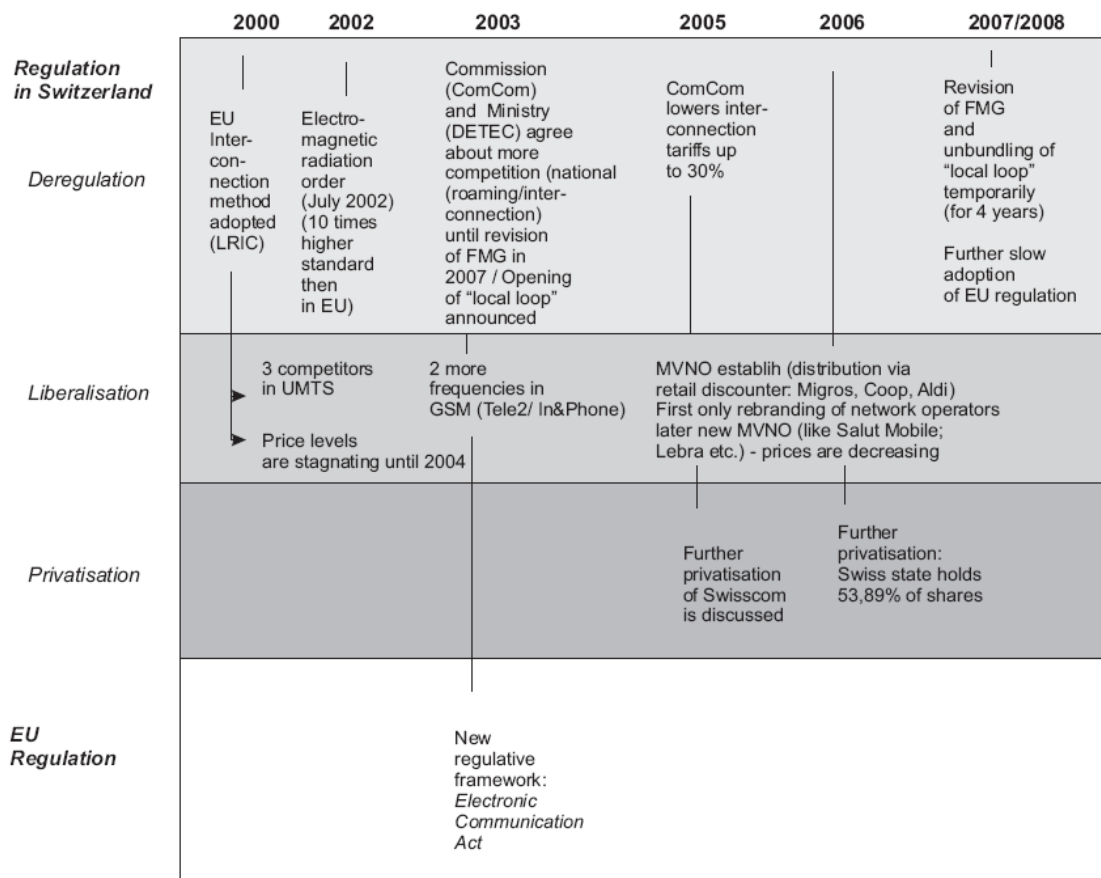 2000 2002 2003 2005 2006 2007/2008
Regulation
in Switzerland
Deregulation
EU
Inter-
con-
nection
method
adopted
(LRIC)
Electro-
magnetic
radiation
order
(July 2002)
(10 times
higher
standard
then
in EU)
Commission
(ComCom)
and Ministry
(DETEC) agree
about more
competition (national
(roaming/inter-
connection)
until revision
of FMG in
2007 / Opening
of “local loop”
announced
ComCom
lowers inter-
connection
tariffs up
to 30%
Revision
of FMG
and
unbundling of
“local loop”
temporarily
(for 4 years)
Further slow
adoption
of EU regulation
Liberalisation
3 competitors
in UMTS
Price levels
are stagnating until 2004
2 more
frequencies in
GSM (Tele2/ In&Phone)
MVNO establih (distribution via
retail discounter: Migros, Coop, Aldi)
First only rebranding of network operators
later new MVNO (like Salut Mobile;
Lebra etc.) - prices are decreasing
Privatisation
Further
privatisation
of Swisscom
is discussed
Further
privatisation:
Swiss state holds
53,89% of shares
EU
Regulation
New
regulative
framework:
Electronic
Communication
Act